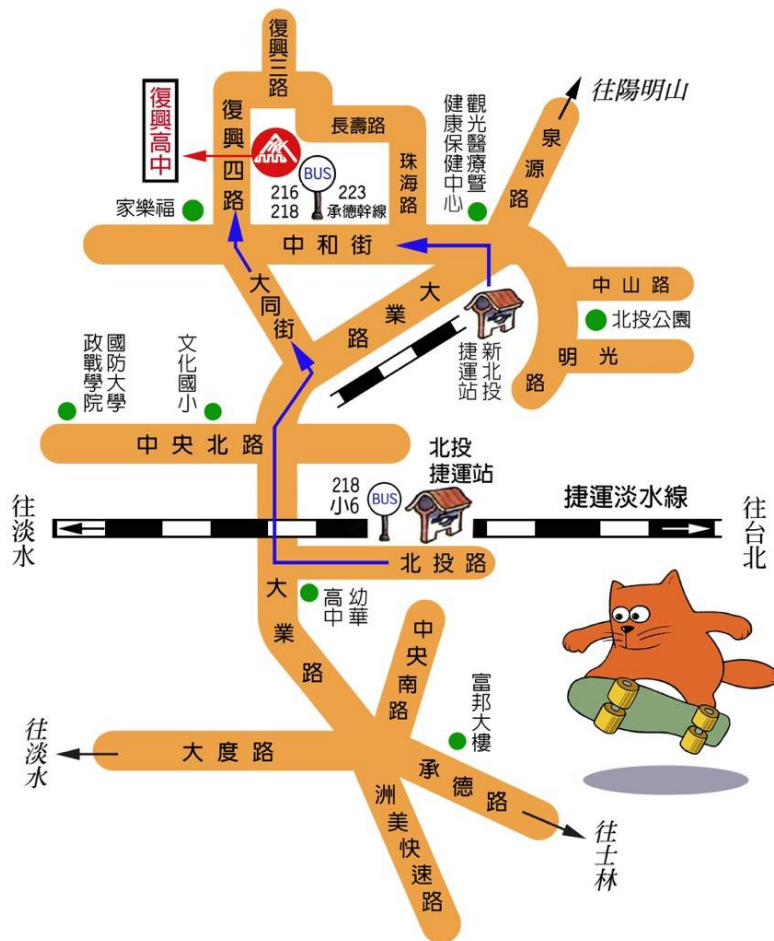 復興三路
往陽明山
復興高中
復興四路
長壽路
珠海路
觀光醫療暨
健康保健中心
泉源路
BUS
216
218
223
承德幹線
家樂福
中和街
大同街
大業路
新北投
捷運站
中山路
北投公園
光明路
國防大學
政戰學院
文化國小
中央北路
北投
捷運站
218
小6
BUS
捷運淡水線
往淡水
往台北
北投路
大業路
幼華
高中
中央南路
富邦大樓
往淡水
大度路
承德路
洲美快速路
往士林